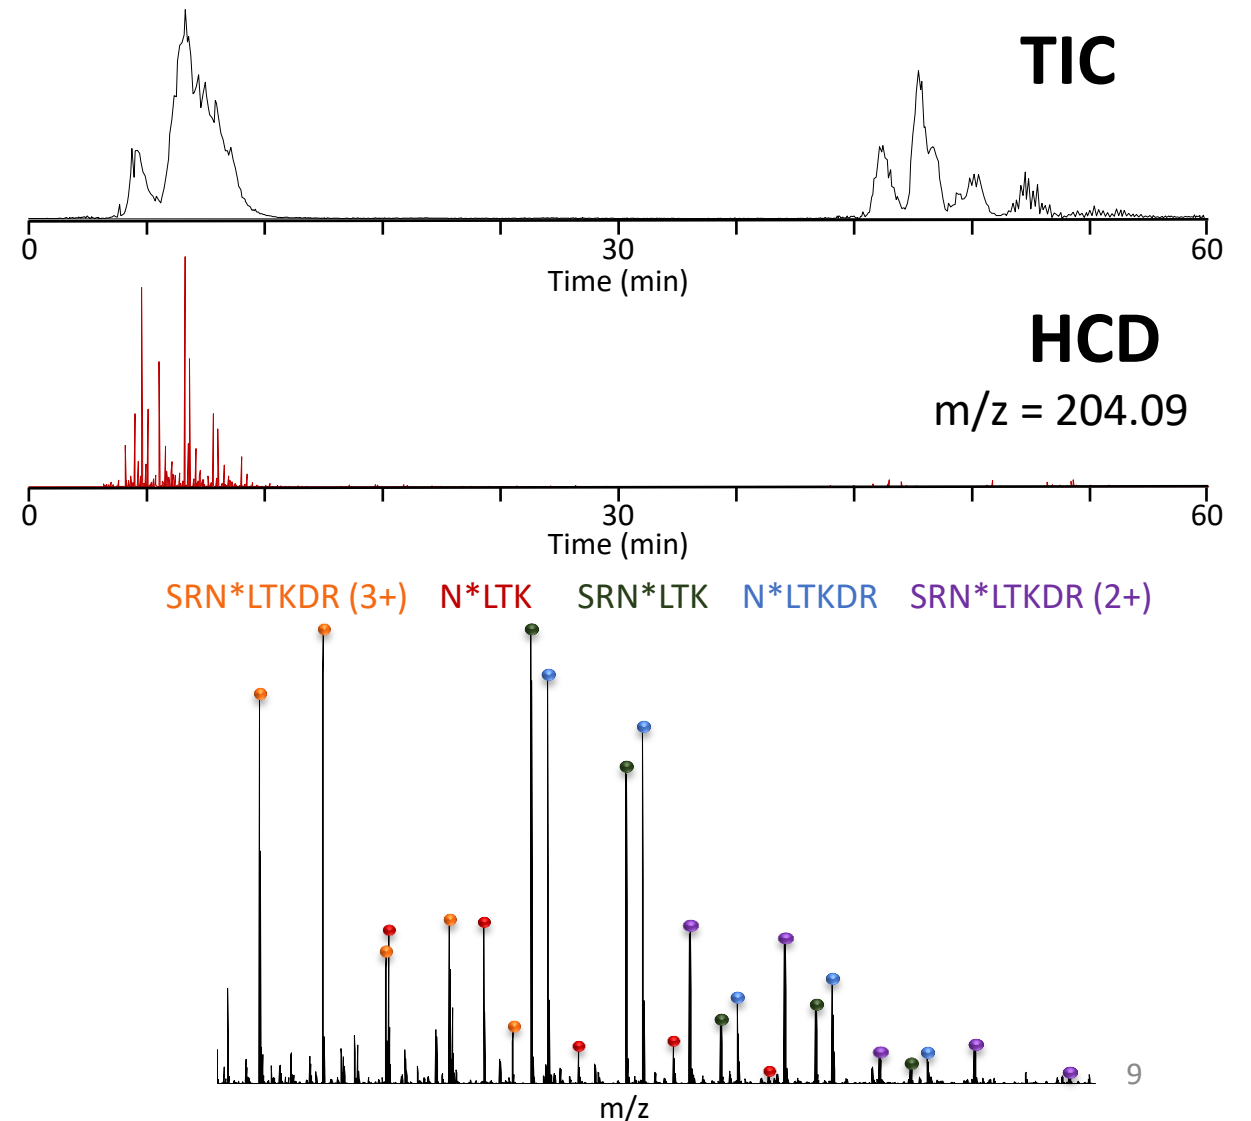 TIC
0 30 60
Time (min)
HCD
m/z = 204.09
0 30 60
Time (min)
SRN*LTKDR (3+) N*LTK SRN*LTK N*LTKDR SRN*LTKDR (2+)
9
m/z